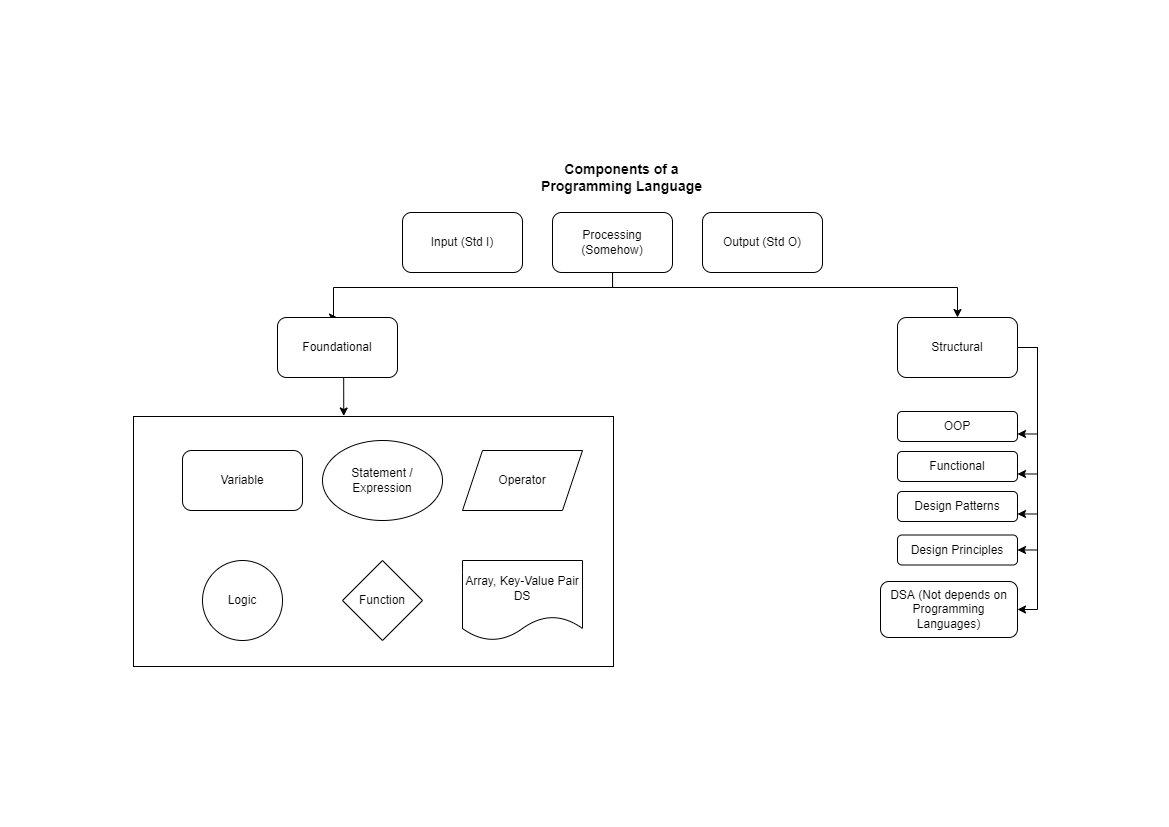 Components of a
Programming Language
Input (Std I)
Processing
(Somehow)
Output (Std O)
Foundational
Structural
Variable
Statement /
Expression
Operator
Logic
Function
Array, Key-Value Pair
DS
OOP
Functional
Design Patterns
Design Principles
DSA (Not depends on
Programming
Languages)